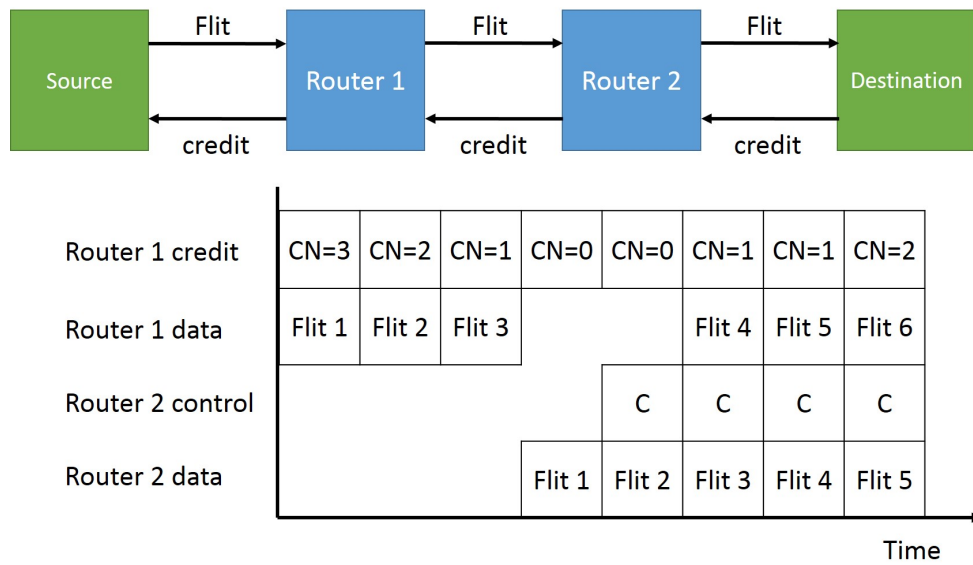 Flit Flit Flit
Source Router 1 Router 2 Destination
credit credit credit
Router 1 credit CN=3 CN=2 CN=1 CN=0 CN=0 CN=1 CN=1 CN=2
Router 1 data Flit 1 Flit 2 Flit 3 Flit 4 Flit 5 Flit 6
Router 2 control C C C C
Router 2 data Flit 1 Flit 2 Flit 3 Flit 4 Flit 5
Time